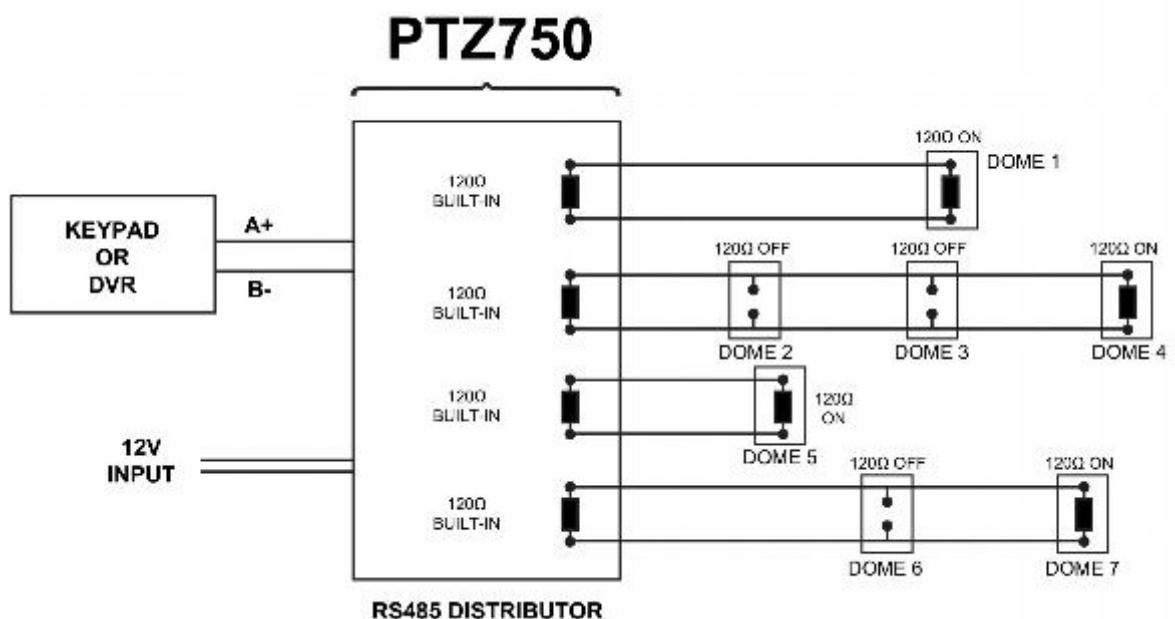 PTZ750
120Ω ON
DOME 1
120Ω
BUILT-IN
KEYPAD
OR
DVR
A+
B-
120Ω OFF
120Ω OFF
120Ω ON
120Ω
BUILT-IN
DOME 2
DOME 3
DOME 4
120Ω
BUILT-IN
120Ω
ON
DOME 5
12V
INPUT
120Ω OFF
120Ω ON
120Ω
BUILT-IN
DOME 6
DOME 7
RS485 DISTRIBUTOR